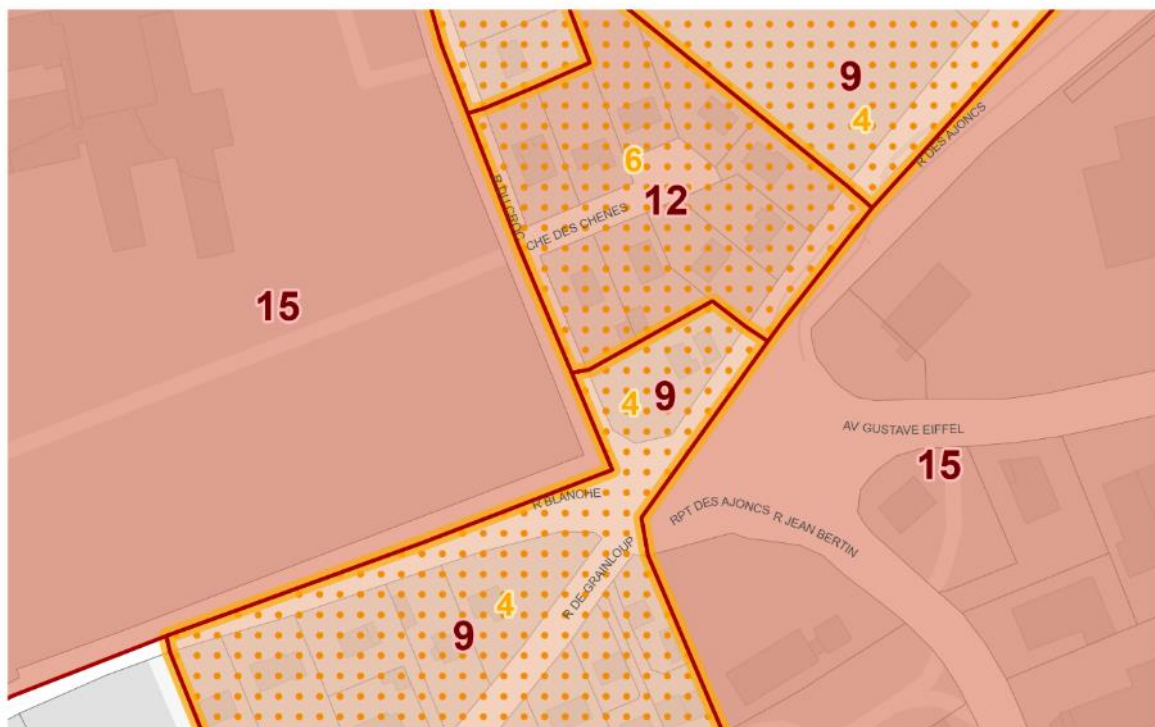 9
4
R DES AJONCS
6
12
R DU CROC
CHE DES CHENES
15
9
4
AV GUSTAVE EIFFEL
15
R BLANCHE
RPT DES AJONCS
R JEAN BERTIN
R DE GRAINLOUP
4
9